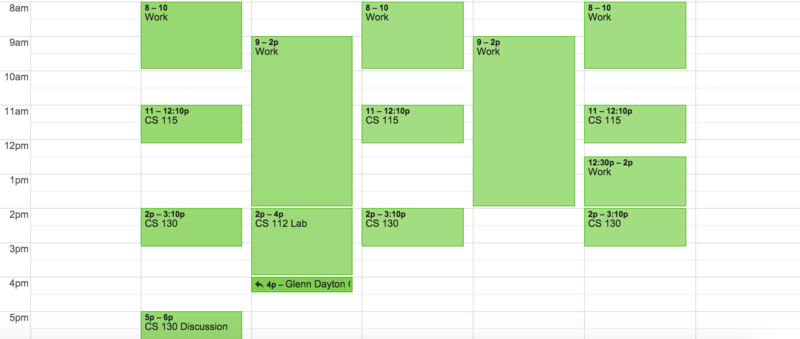 8am
8 – 10
Work
8 – 10
Work
8 – 10
Work
9am
9 – 2p
Work
9 – 2p
Work
10am
11am
11 – 12:10p
CS 115
11 – 12:10p
CS 115
11 – 12:10p
CS 115
12pm
12:30p – 2p
Work
1pm
2pm
2p – 3:10p
CS 130
2p – 4p
CS 112 Lab
2p – 3:10p
CS 130
2p – 3:10p
CS 130
3pm
4pm
4p – Glenn Dayton
5pm
5p – 6p
CS 130 Discussion